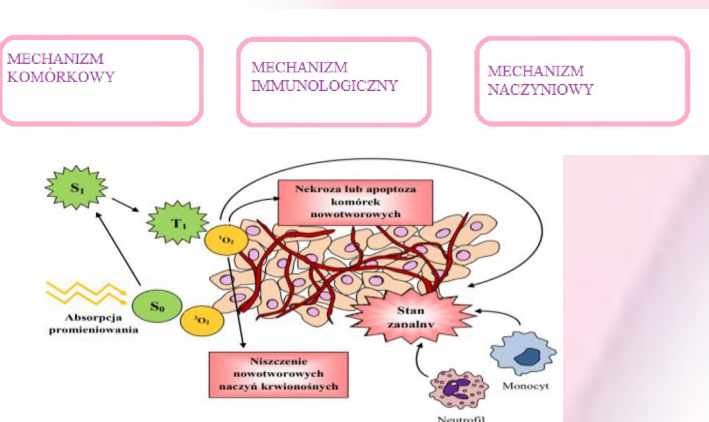 MECHANIZM
KOMÓRKOWY
MECHANIZM
IMMUNOLOGICZNY
MECHANIZM
NACZYNIOWY
S₁
T₁
¹O₂
Nekroza lub apoptoza
komórek
nowotworowych
Absorpcja
promieniowania
S₀
³O₂
Stan
zapalny
Niszczenie
nowotworowych
naczyń krwionośnych
Monocyt
Neutrofil